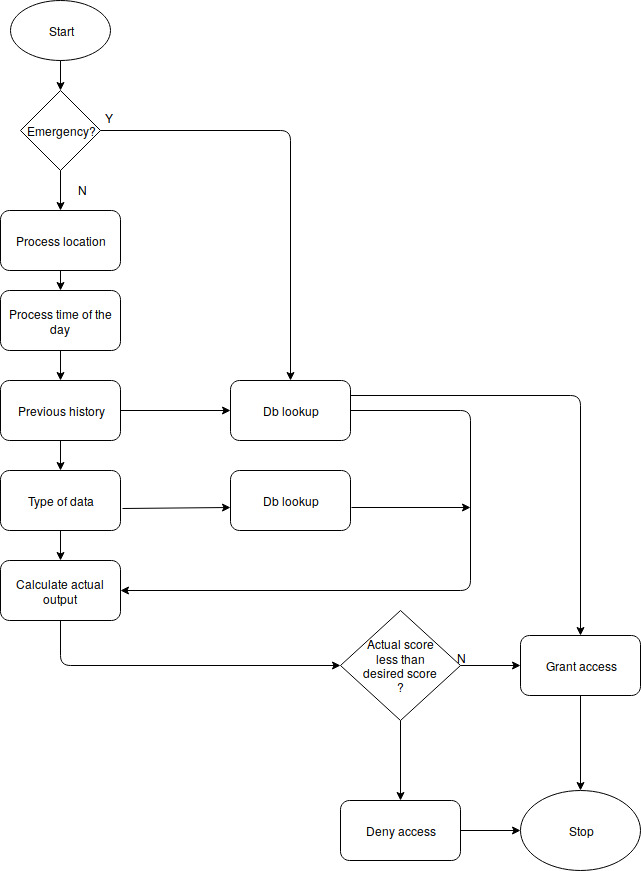 Start
Emergency?
Y
N
Process location
Process time of the
day
Previous history
Db lookup
Type of data
Db lookup
Calculate actual
output
Actual score
less than
desired score
?
N
Grant access
Deny access
Stop